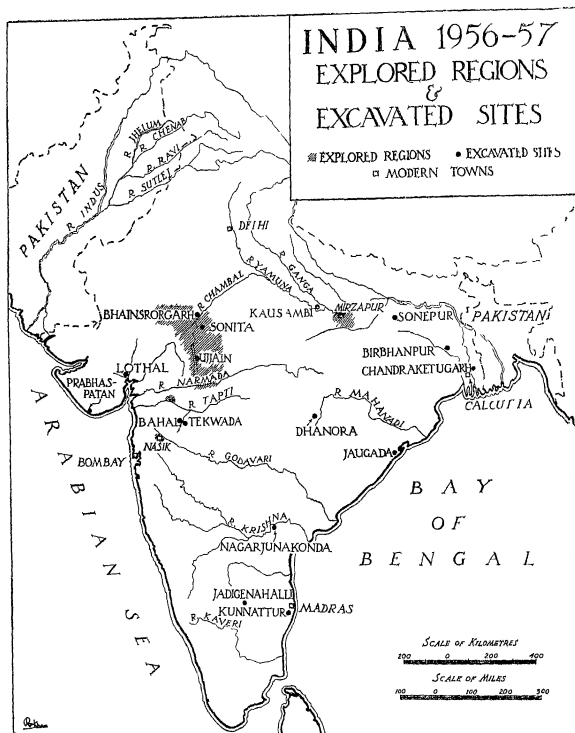 INDIA 1956-57
EXPLORED REGIONS
&
EXCAVATED SITES
EXPLORED REGIONS • EXCAVATED SITES
MODERN TOWNS
R JHELUM
R CHENAB
R RAVI
R SUTLEJ
R INDUS
PAKISTAN
DELHI
R GANGA
R YAMUNA
R CHAMBAL
BHAINSRORGARH
SONITA
UJJAIN
KAUSAMBI
MIRZAPUR
SONEPUR
PAKISTAN
BIRBHANPUR
CHANDRAKETUGARH
CALCUTTA
LOTHAL
PRABHAS-
PATAN
R NARMADA
R TAPTI
BAHAL
TEKWADA
NASIK
BOMBAY
R MAHANADI
DHANORA
JAUGADA
R GODAVARI
R KRISHNA
NAGARJUNAKONDA
JADIGENAHALLI
KUNNATTUR
MADRAS
R KAVERI
ARABIAN SEA
BAY
OF
BENGAL
SCALE OF KILOMETRES
100 0 200 400
SCALE OF MILES
100 0 100 200 300